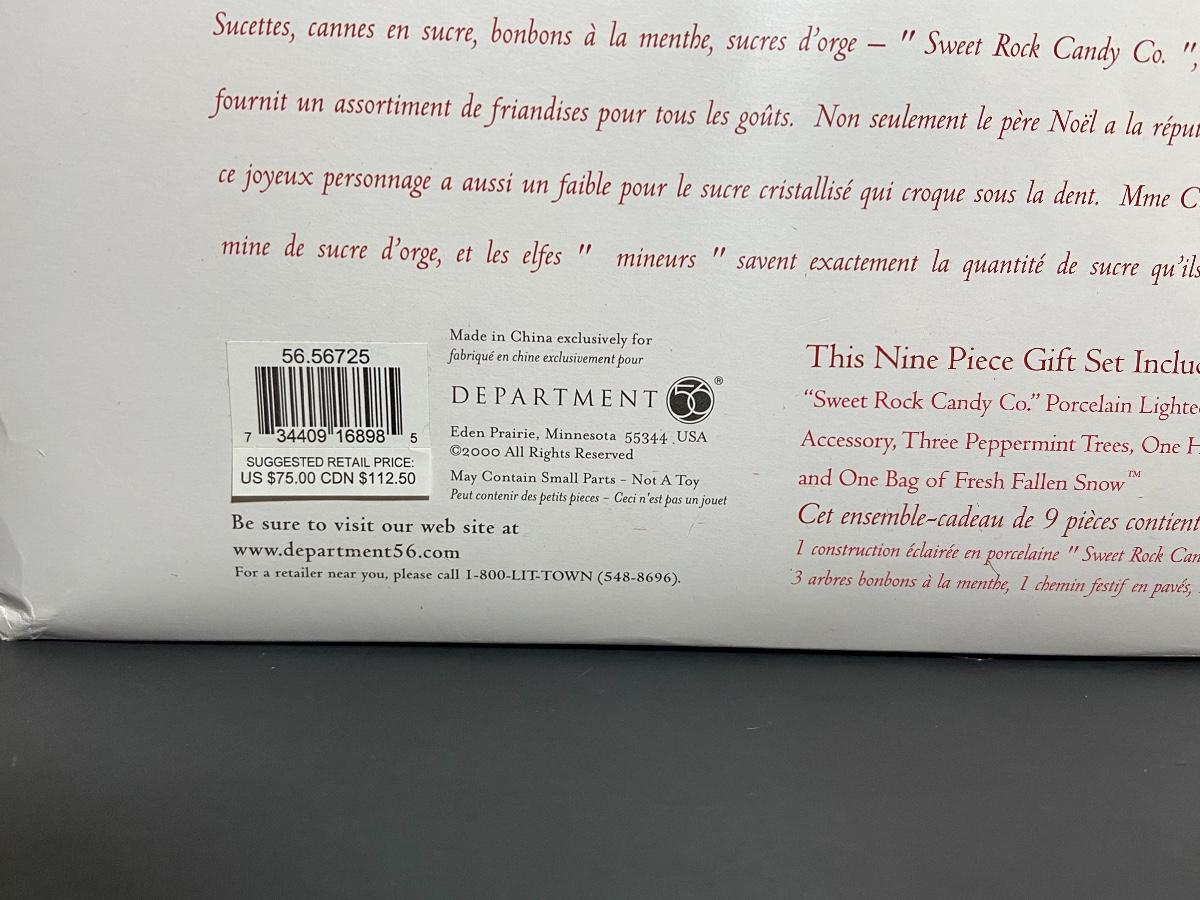 Sucettes, cannes en sucre, bonbons à la menthe, sucres d'orge – " Sweet Rock Candy Co. ",
fournit un assortiment de friandises pour tous les goûts. Non seulement le père Noël a la
ce joyeux personnage a aussi un faible pour le sucre cristallisé qui croque sous la dent. Mme C
mine de sucre d'orge, et les elfes " mineurs " savent exactement la quantité de sucre qu'ils
56.56725
7 34409 16898 5
SUGGESTED RETAIL PRICE:
US $75.00 CDN $112.50
Made in China exclusively for
fabriqué en chine exclusivement pour
DEPARTMENT 56®
Eden Prairie, Minnesota 55344 USA
©2000 All Rights Reserved
May Contain Small Parts – Not A Toy
Peut contenir des petits pieces – Ceci n'est pas un jouet
Be sure to visit our web site at
www.department56.com
For a retailer near you, please call 1-800-LIT-TOWN (548-8696).
This Nine Piece Gift Set Inclu
"Sweet Rock Candy Co." Porcelain Lighte
Accessory, Three Peppermint Trees, One H
and One Bag of Fresh Fallen Snow™
Cet ensemble-cadeau de 9 pièces contient
1 construction éclairée en porcelaine " Sweet Rock Can
3 arbres bonbons à la menthe, 1 chemin festif en pavés,